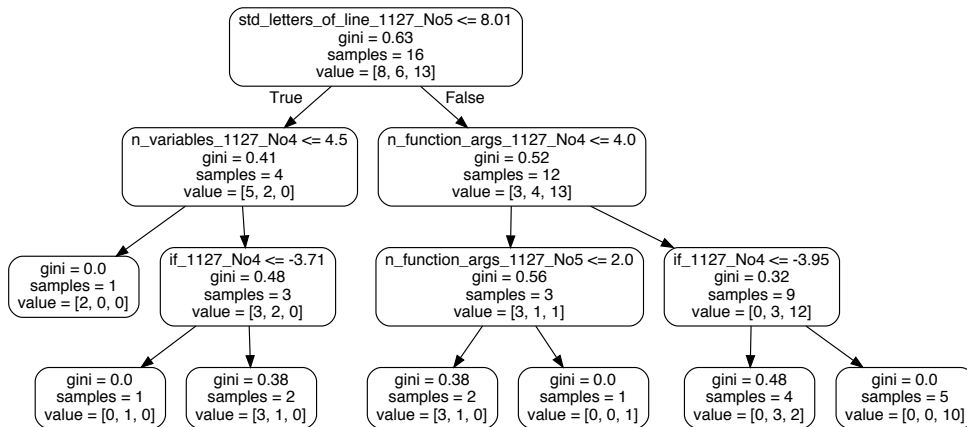 std_letters_of_line_1127_No5 <= 8.01
gini = 0.63
samples = 16
value = [8, 6, 13]
True
False
n_variables_1127_No4 <= 4.5
gini = 0.41
samples = 4
value = [5, 2, 0]
n_function_args_1127_No4 <= 4.0
gini = 0.52
samples = 12
value = [3, 4, 13]
gini = 0.0
samples = 1
value = [2, 0, 0]
if_1127_No4 <= -3.71
gini = 0.48
samples = 3
value = [3, 2, 0]
n_function_args_1127_No5 <= 2.0
gini = 0.56
samples = 3
value = [3, 1, 1]
if_1127_No4 <= -3.95
gini = 0.32
samples = 9
value = [0, 3, 12]
gini = 0.0
samples = 1
value = [0, 1, 0]
gini = 0.38
samples = 2
value = [3, 1, 0]
gini = 0.38
samples = 2
value = [3, 1, 0]
gini = 0.0
samples = 1
value = [0, 0, 1]
gini = 0.48
samples = 4
value = [0, 3, 2]
gini = 0.0
samples = 5
value = [0, 0, 10]